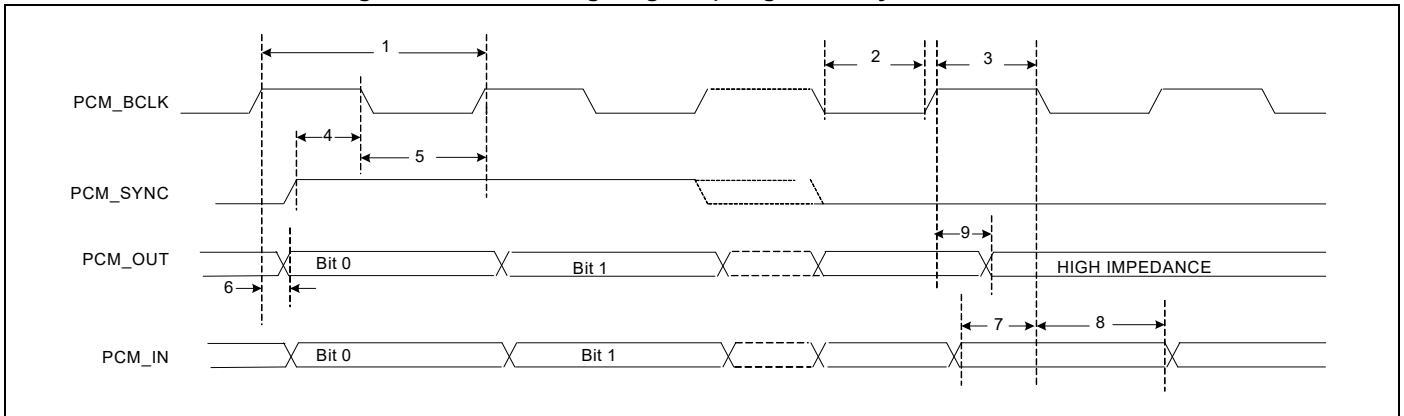 1
2
3
PCM_BCLK
4
5
PCM_SYNC
9
PCM_OUT
Bit 0
Bit 1
HIGH IMPEDANCE
6
7
8
PCM_IN
Bit 0
Bit 1